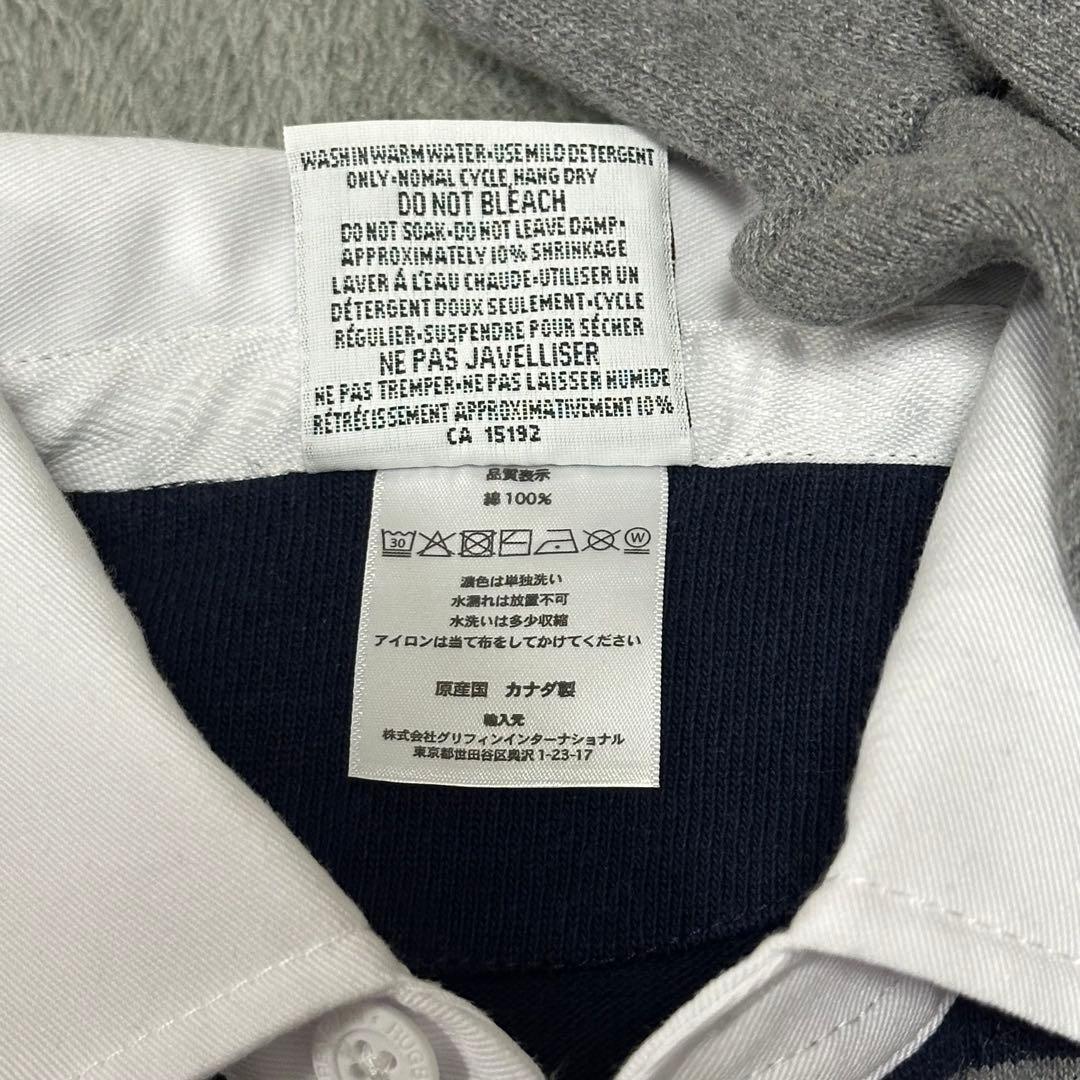 WASH IN WARM WATER•USE MILD DETERGENT
ONLY•NOMAL CYCLE, HANG DRY
DO NOT BLEACH
DO NOT SOAK•DO NOT LEAVE DAMP•
APPROXIMATELY 10% SHRINKAGE
LAVER Á L'EAU CHAUDE•UTILISER UN
DÉTERGENT DOUX SEULEMENT•CYCLE
RÉGULIER•SUSPENDRE POUR SÉCHER
NE PAS JAVELLISER
NE PAS TREMPER•NE PAS LAISSER HUMIDE
RÉTRÉCISSEMENT APPROXIMATIVEMENT 10%
CA 15192
品質表示
綿100%
30 W
濃色は単独洗い
水濡れは放置不可
水洗いは多少収縮
アイロンは当て布をしてかけてください
原産国 カナダ製
輸入元
株式会社グリフィンインターナショナル
東京都世田谷区奥沢1-23-17